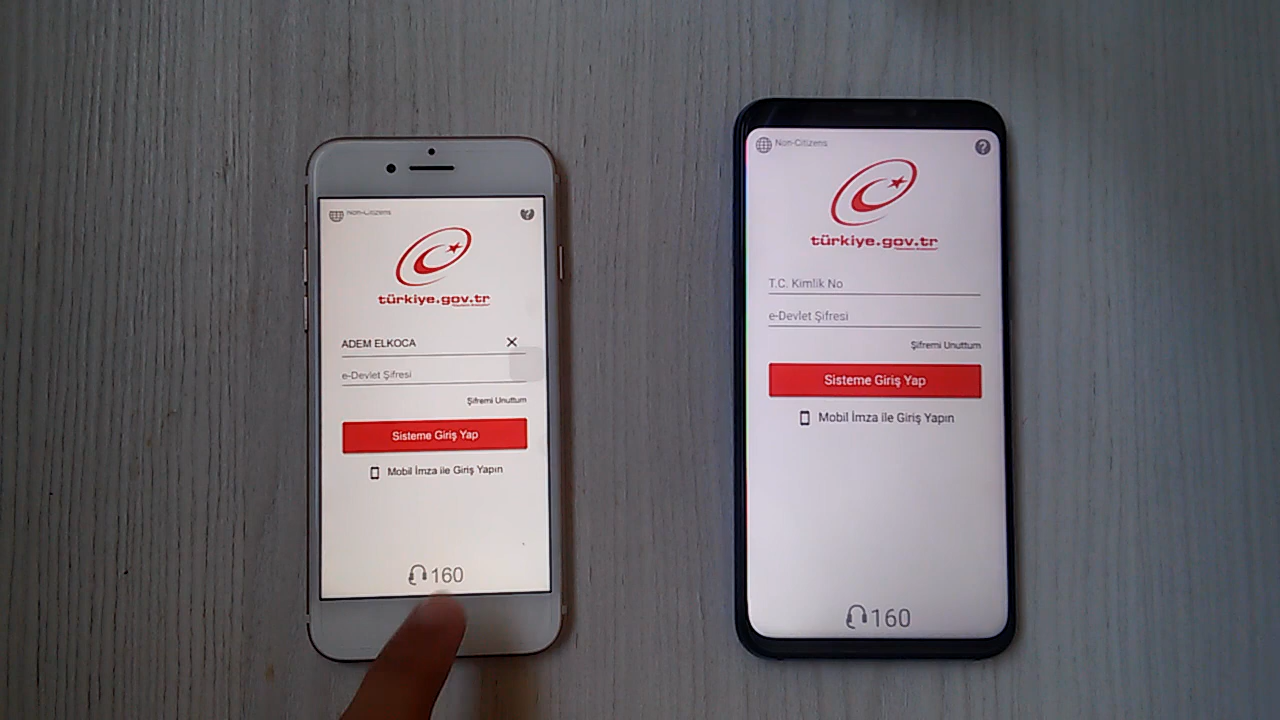 Non-Citizens
türkiye.gov.tr
ADEM ELKOCA
e-Devlet Şifresi
Şifremi Unuttum
Sisteme Giriş Yap
Mobil İmza ile Giriş Yapın
160
Non-Citizens
türkiye.gov.tr
T.C. Kimlik No
e-Devlet Şifresi
Şifremi Unuttum
Sisteme Giriş Yap
Mobil İmza ile Giriş Yapın
160